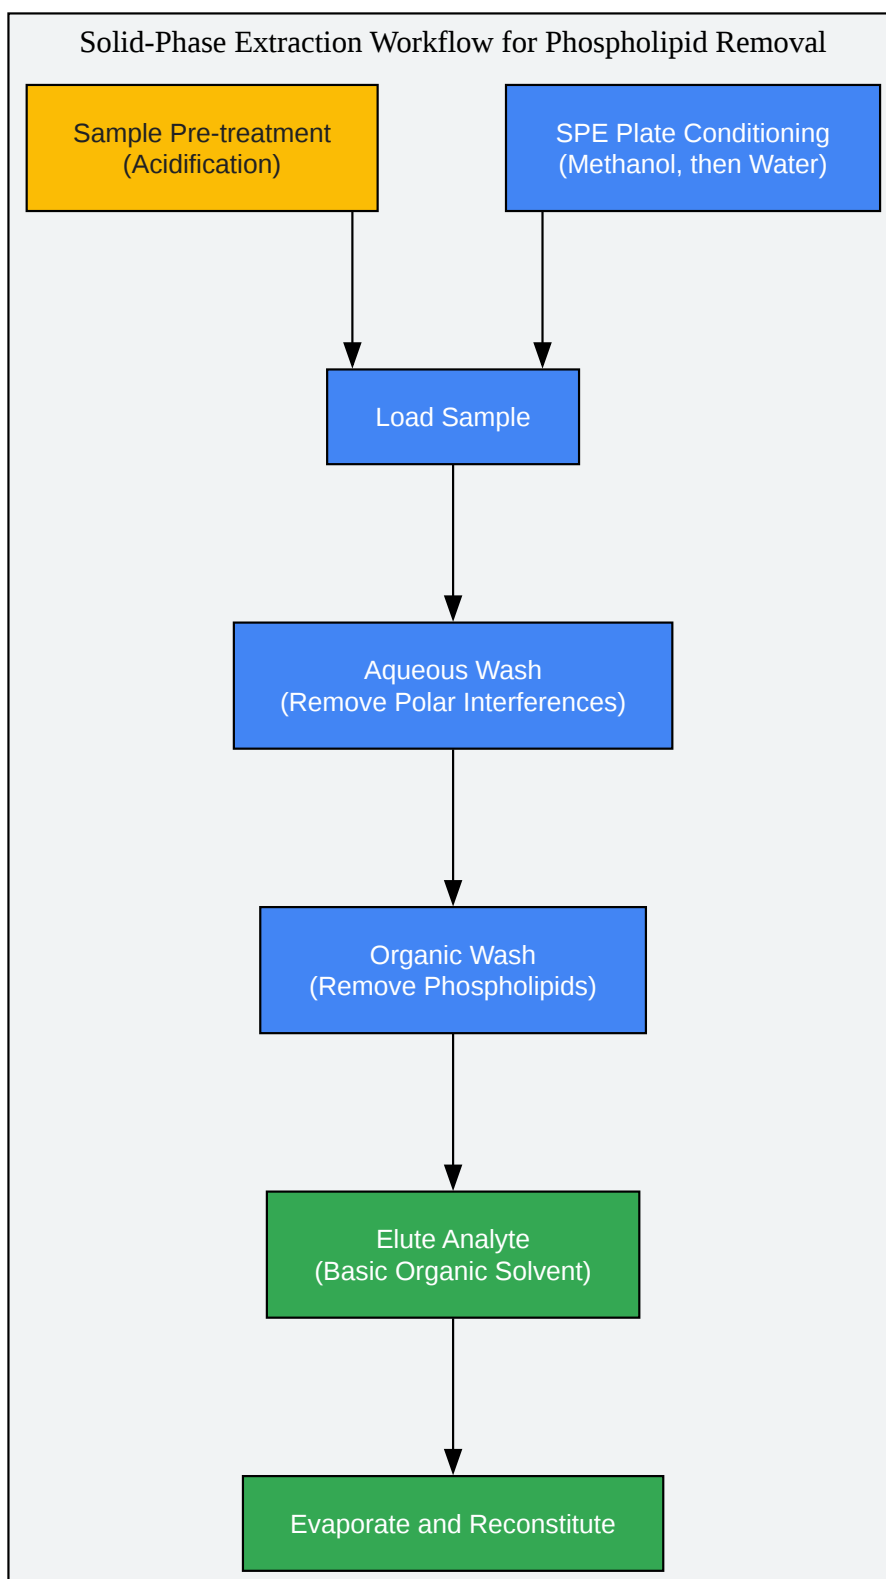 Solid-Phase Extraction Workflow for Phospholipid Removal
Sample Pre-treatment
(Acidification)
SPE Plate Conditioning
(Methanol, then Water)
Load Sample
Aqueous Wash
(Remove Polar Interferences)
Organic Wash
(Remove Phospholipids)
Elute Analyte
(Basic Organic Solvent)
Evaporate and Reconstitute